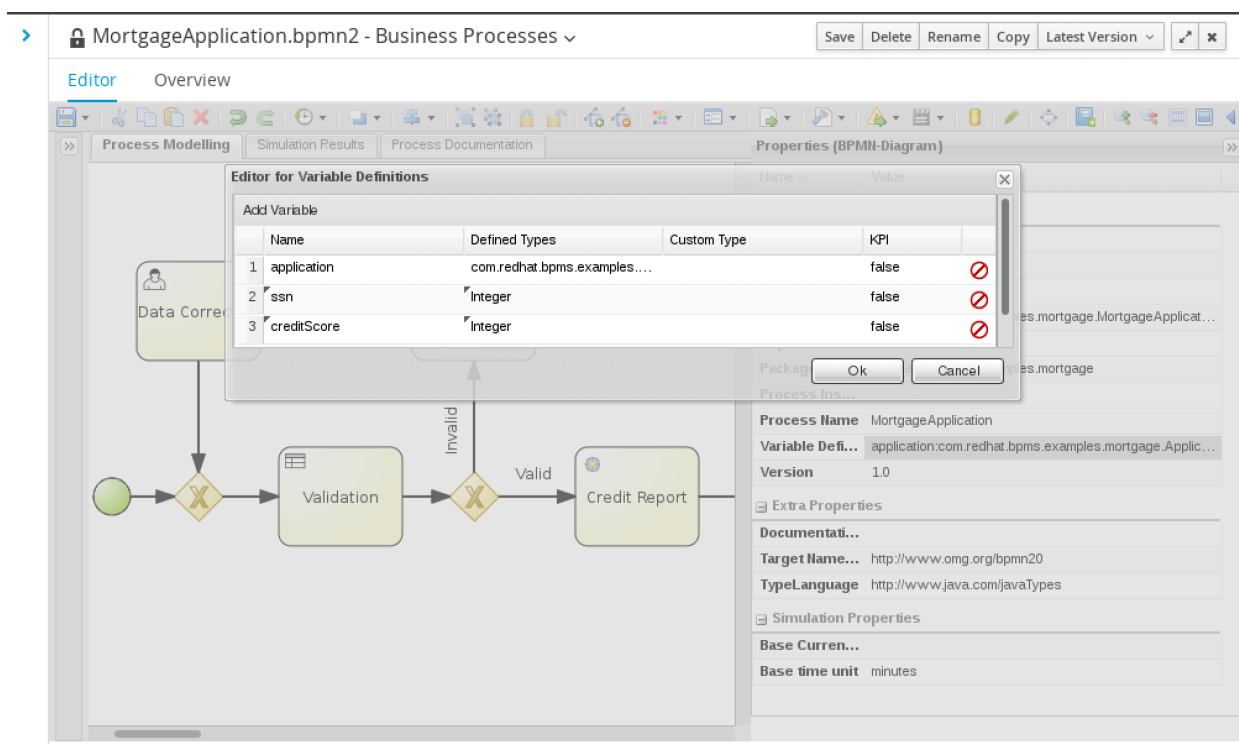 MortgageApplication.bpmn2 - Business Processes
Save Delete Rename Copy Latest Version
Editor Overview
Process Modelling Simulation Results Process Documentation
Properties (BPMN-Diagram)
Name Value
Editor for Variable Definitions
Add Variable
Name Defined Types Custom Type KPI
1 application com.redhat.bpms.examples.... false
2 ssn Integer false
3 creditScore Integer false
Ok Cancel
Data Correc
es.mortgage.MortgageApplicat...
Packag es.mortgage
Process Ins...
Process Name MortgageApplication
Variable Defi... application:com.redhat.bpms.examples.mortgage.Applic...
Version 1.0
Extra Properties
Documentati...
Target Name... http://www.omg.org/bpmn20
TypeLanguage http://www.java.com/javaTypes
Simulation Properties
Base Curren...
Base time unit minutes
Invalid
Validation
Valid
Credit Report